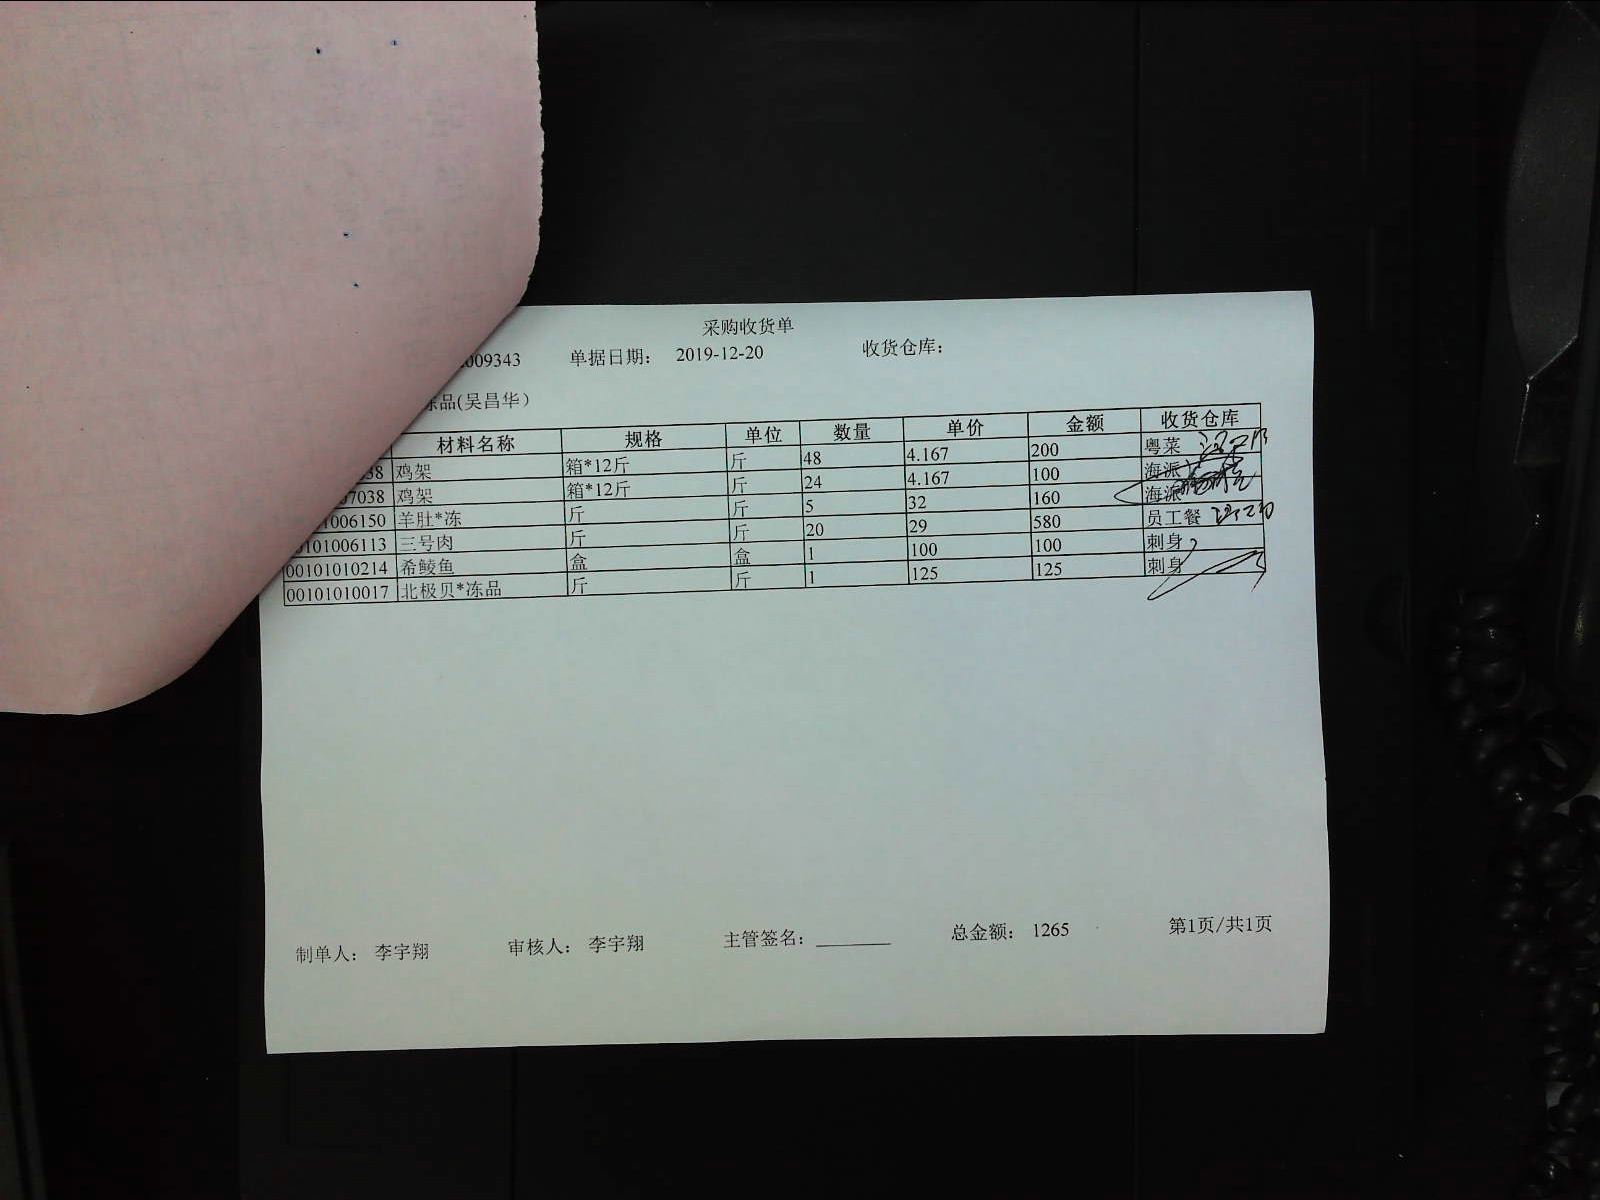 采购收货单
009343 单据日期: 2019-12-20 收货仓库:
冻品(吴昌华)
材料名称 规格 单位 数量 单价 金额 收货仓库
38 鸡架 箱*12斤 斤 48 4.167 200 粤菜
7038 鸡架 箱*12斤 斤 24 4.167 100 海派
1006150 羊肚*冻 斤 斤 5 32 160 海派
0101006113 三号肉 斤 斤 20 29 580 员工餐
00101010214 希鲮鱼 盒 盒 1 100 100 刺身
00101010017 北极贝*冻品 斤 斤 1 125 125 刺身
制单人: 李宇翔 审核人: 李宇翔 主管签名: 总金额: 1265 第1页/共1页